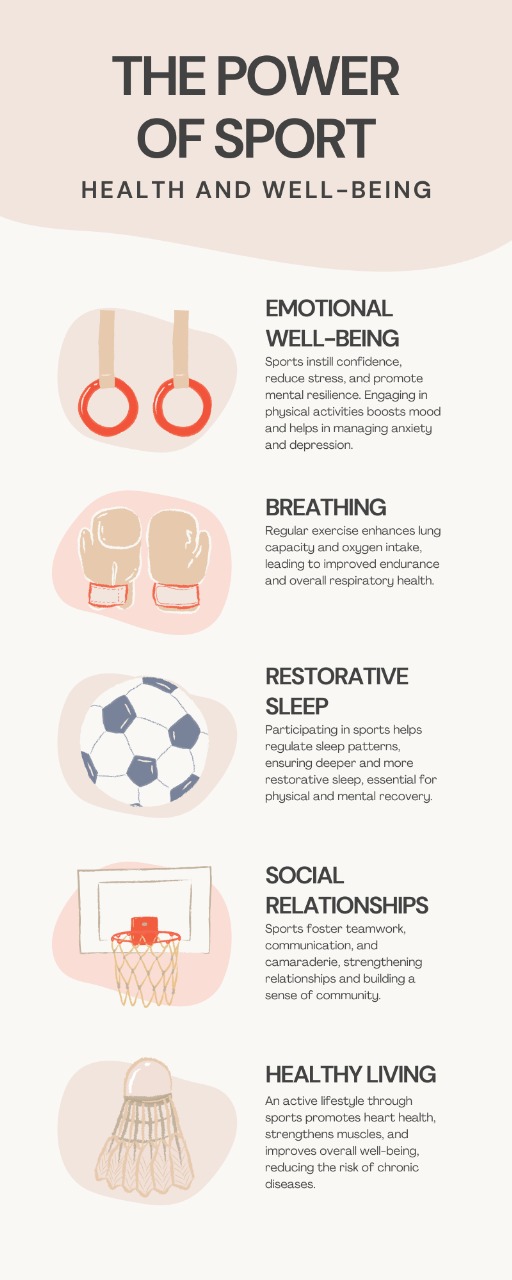 THE POWER
OF SPORT
HEALTH AND WELL-BEING
EMOTIONAL
WELL-BEING
Sports instill confidence,
reduce stress, and promote
mental resilience. Engaging in
physical activities boosts mood
and helps in managing anxiety
and depression.
BREATHING
Regular exercise enhances lung
capacity and oxygen intake,
leading to improved endurance
and overall respiratory health.
RESTORATIVE
SLEEP
Participating in sports helps
regulate sleep patterns,
ensuring deeper and more
restorative sleep, essential for
physical and mental recovery.
SOCIAL
RELATIONSHIPS
Sports foster teamwork,
communication, and
camaraderie, strengthening
relationships and building a
sense of community.
HEALTHY LIVING
An active lifestyle through
sports promotes heart health,
strengthens muscles, and
improves overall well-being,
reducing the risk of chronic
diseases.